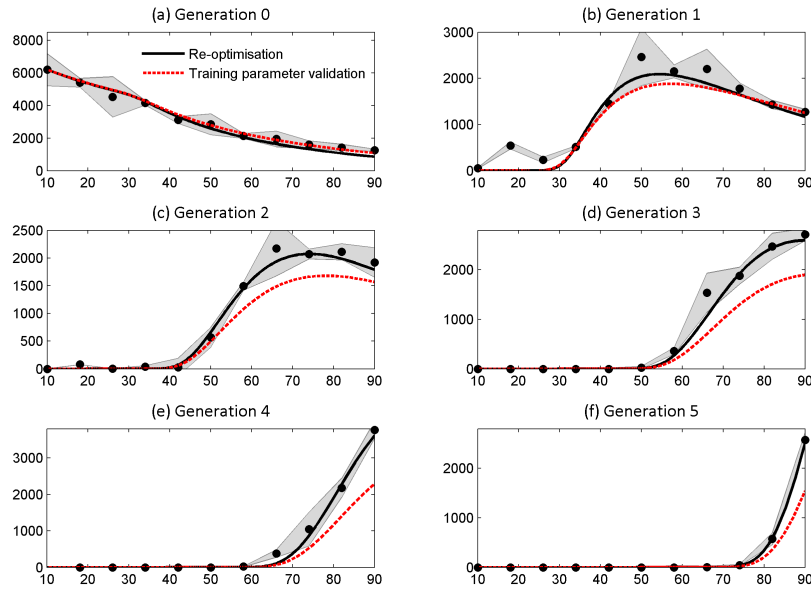 (a) Generation 0
(b) Generation 1
8000
6000
4000
2000
0
Re-optimisation
Training parameter validation
3000
2000
1000
0
10 20 30 40 50 60 70 80 90
10 20 30 40 50 60 70 80 90
(c) Generation 2
(d) Generation 3
2500
2000
1500
1000
500
0
2000
1000
0
10 20 30 40 50 60 70 80 90
10 20 30 40 50 60 70 80 90
(e) Generation 4
(f) Generation 5
3000
2000
1000
0
2000
1000
0
10 20 30 40 50 60 70 80 90
10 20 30 40 50 60 70 80 90